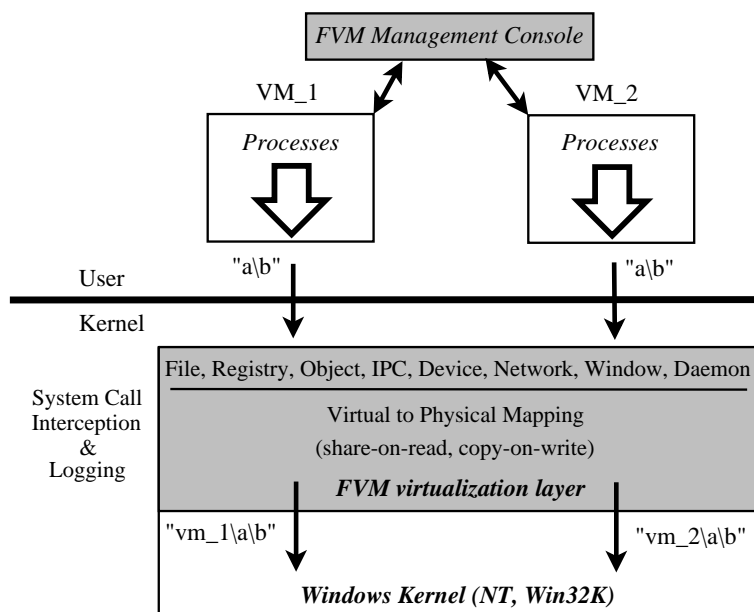 FVM Management Console
VM_1
VM_2
Processes
Processes
"a\b"
"a\b"
User
Kernel
File, Registry, Object, IPC, Device, Network, Window, Daemon
System Call
Interception
&
Logging
Virtual to Physical Mapping
(share-on-read, copy-on-write)
FVM virtualization layer
"vm_1\a\b"
"vm_2\a\b"
Windows Kernel (NT, Win32K)